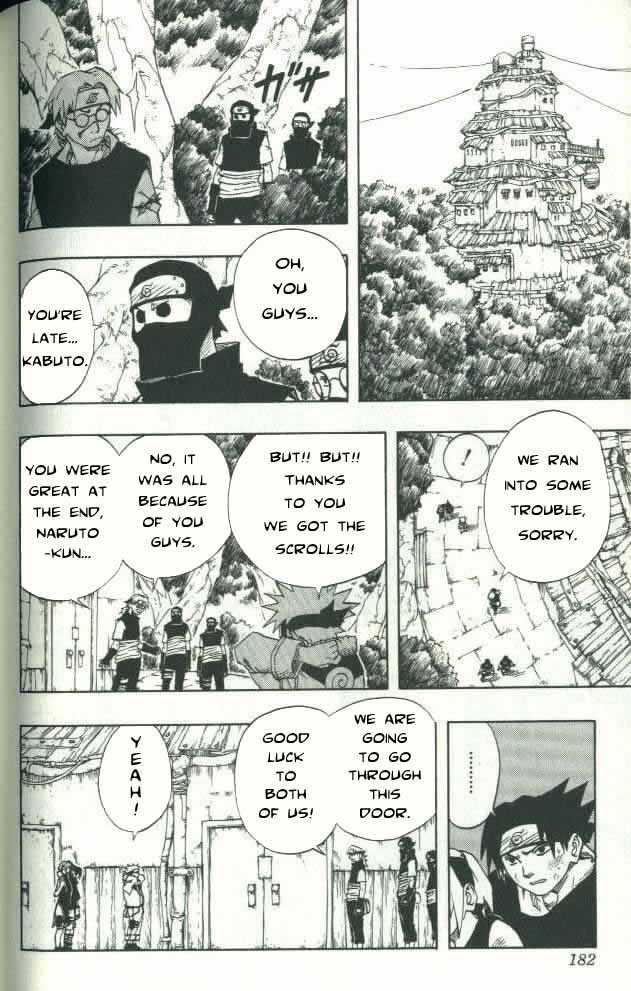 ガサ
OH,
YOU
GUYS...
YOU'RE
LATE...
KABUTO.
WE RAN
INTO SOME
TROUBLE,
SORRY.
!
BUT!! BUT!!
THANKS
TO YOU
WE GOT THE
SCROLLS!!
NO, IT
WAS ALL
BECAUSE
OF YOU
GUYS.
YOU WERE
GREAT AT
THE END,
NARUTO
-KUN...
......
WE ARE
GOING
TO GO
THROUGH
THIS
DOOR.
GOOD
LUCK
TO
BOTH
OF US!
YEAH!
182